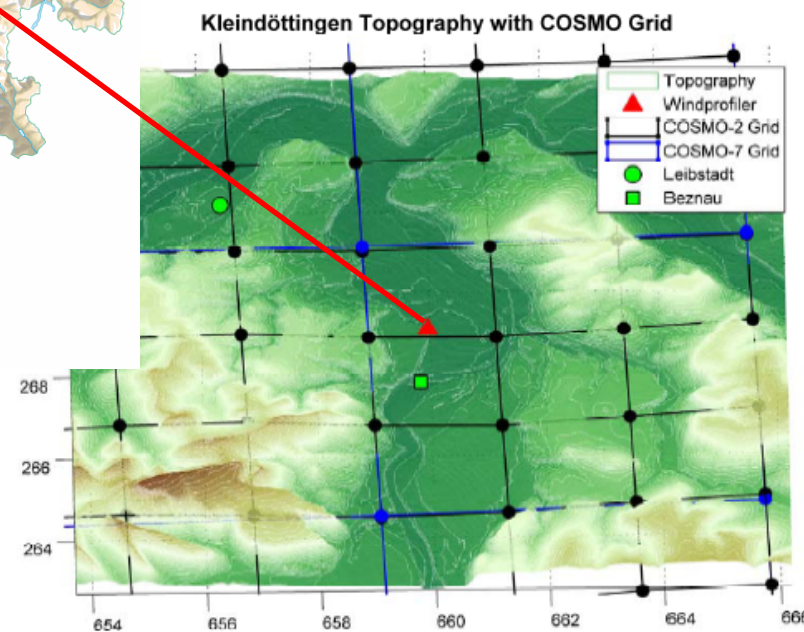 Kleindöttingen Topography with COSMO Grid
Topography
Windprofiler
COSMO-2 Grid
COSMO-7 Grid
Leibstadt
Beznau
268
266
264
654
656
658
660
662
664